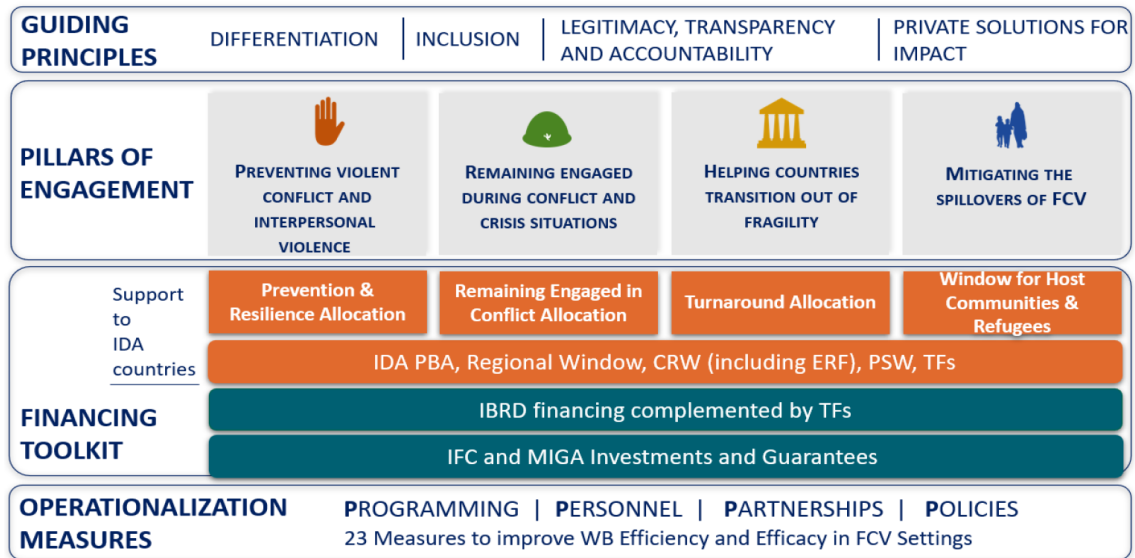 GUIDING
PRINCIPLES
DIFFERENTIATION
INCLUSION
LEGITIMACY, TRANSPARENCY
AND ACCOUNTABILITY
PRIVATE SOLUTIONS FOR
IMPACT
PILLARS OF
ENGAGEMENT
PREVENTING VIOLENT
CONFLICT AND
INTERPERSONAL
VIOLENCE
REMAINING ENGAGED
DURING CONFLICT AND
CRISIS SITUATIONS
HELPING COUNTRIES
TRANSITION OUT OF
FRAGILITY
MITIGATING THE
SPILLOVERS OF FCV
Support
to
IDA
countries
Prevention &
Resilience Allocation
Remaining Engaged in
Conflict Allocation
Turnaround Allocation
Window for Host
Communities &
Refugees
IDA PBA, Regional Window, CRW (including ERF), PSW, TFs
FINANCING
TOOLKIT
IBRD financing complemented by TFs
IFC and MIGA Investments and Guarantees
OPERATIONALIZATION
MEASURES
PROGRAMMING | PERSONNEL | PARTNERSHIPS | POLICIES
23 Measures to improve WB Efficiency and Efficacy in FCV Settings